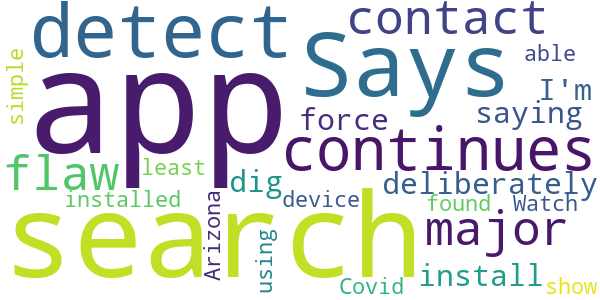 detect
contact
Says
able
simple
app
I'm
saying
force
continues
flaw
least
dig
deliberately
installed
Arizona
device
found
Watch
search
using
major
install
Covid
show